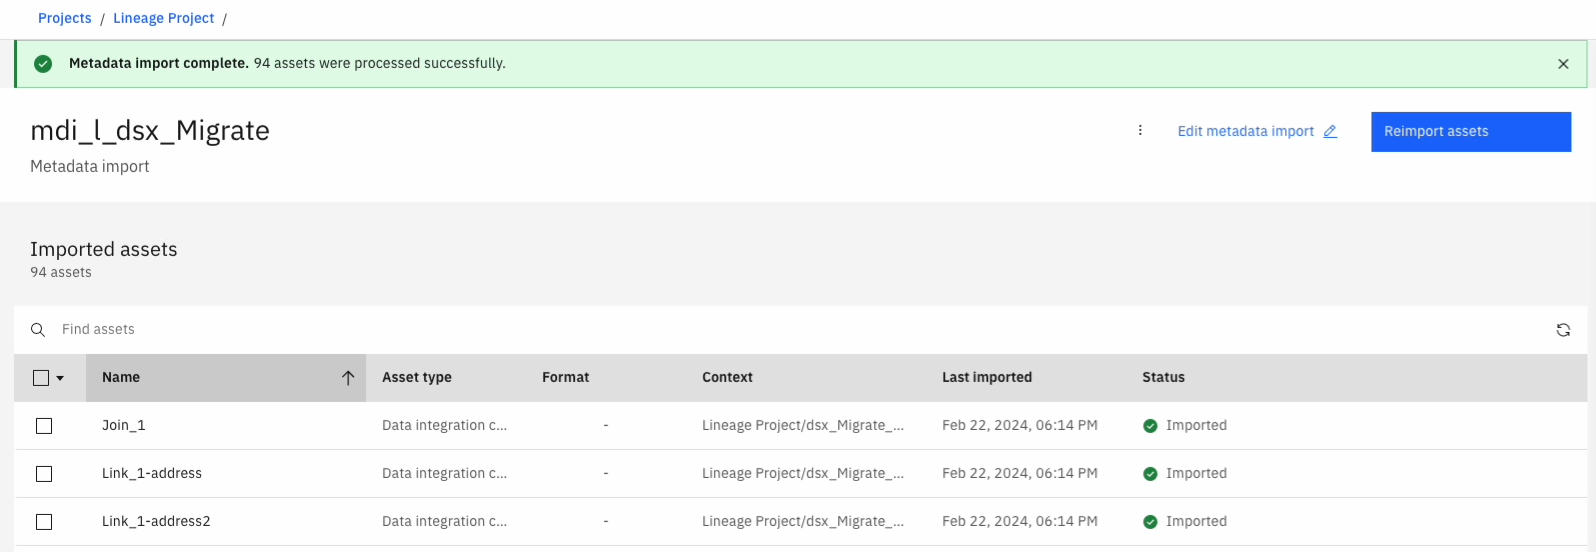 Projects / Lineage Project /
Metadata import complete. 94 assets were processed successfully.
mdi_l_dsx_Migrate
Edit metadata import
Reimport assets
Metadata import
Imported assets
94 assets
Find assets
Name Asset type Format Context Last imported Status
Join_1 Data integration c... - Lineage Project/dsx_Migrate_... Feb 22, 2024, 06:14 PM Imported
Link_1-address Data integration c... - Lineage Project/dsx_Migrate_... Feb 22, 2024, 06:14 PM Imported
Link_1-address2 Data integration c... - Lineage Project/dsx_Migrate_... Feb 22, 2024, 06:14 PM Imported